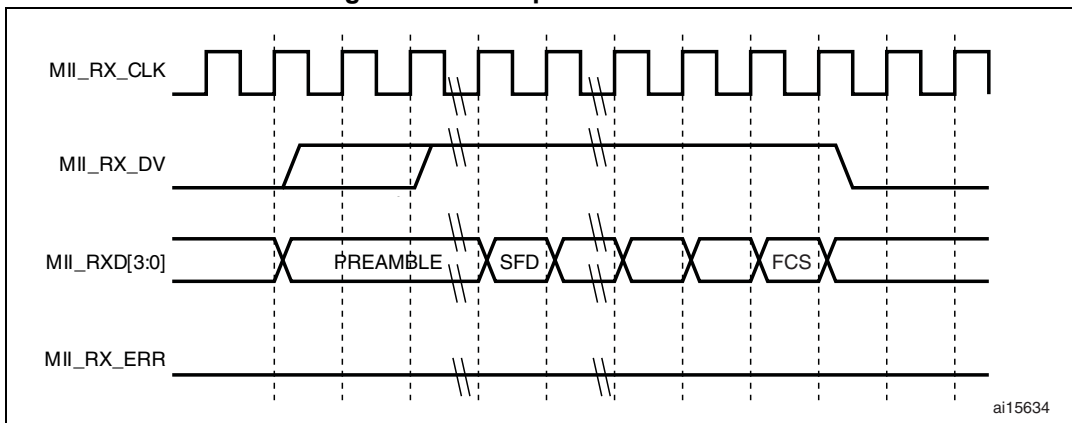 MII_RX_CLK
MII_RX_DV
MII_RXD[3:0]
PREAMBLE
SFD
FCS
MII_RX_ERR
ai15634